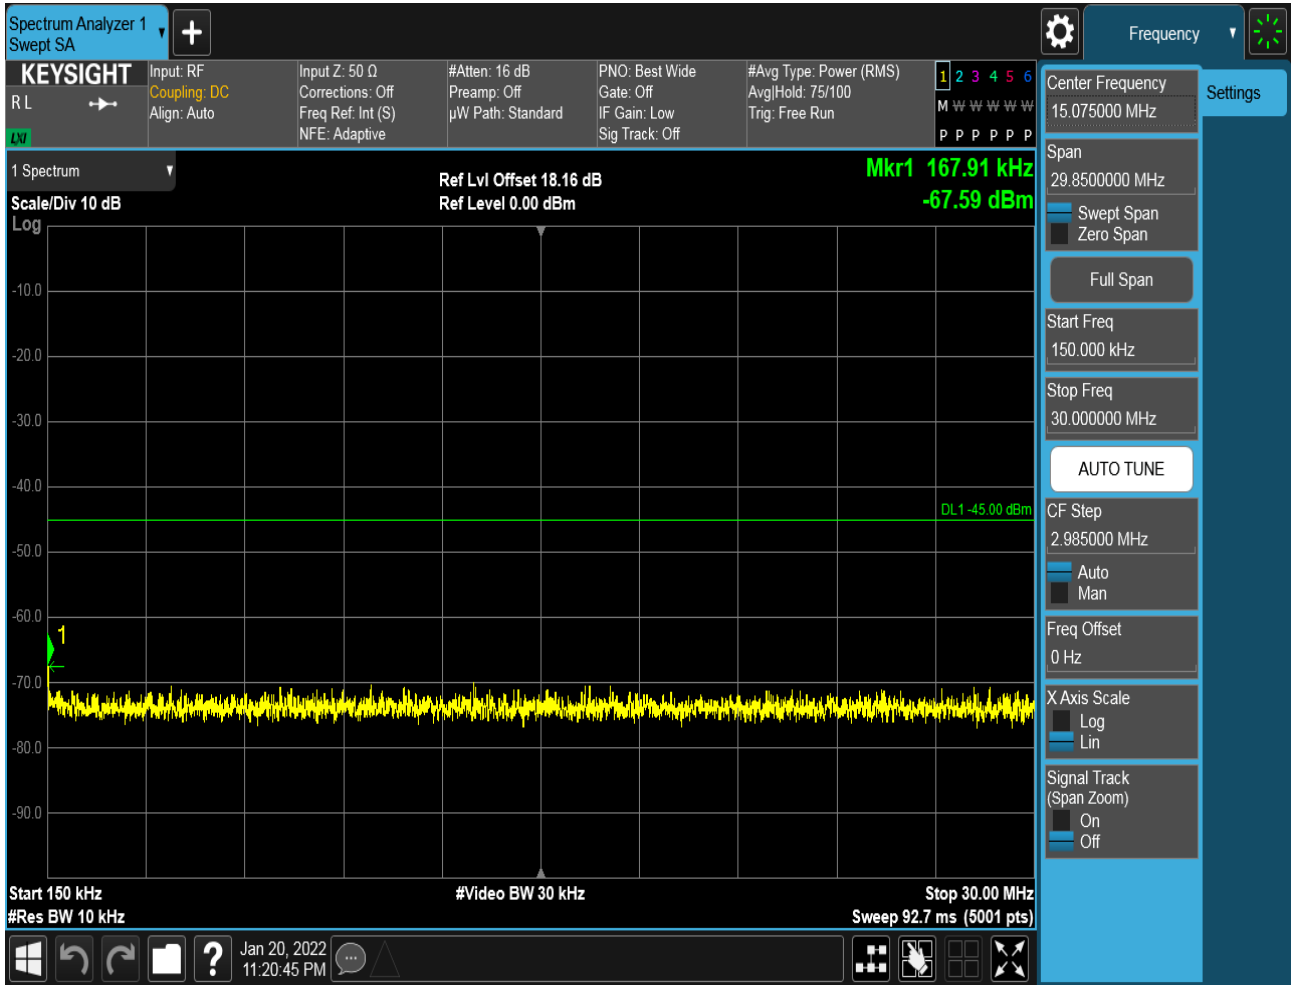 Spectrum Analyzer 1
Swept SA
Frequency
KEYSIGHT
R L
LXI
Input: RF
Coupling: DC
Align: Auto
Input Z: 50 Ω
Corrections: Off
Freq Ref: Int (S)
NFE: Adaptive
#Atten: 16 dB
Preamp: Off
µW Path: Standard
PNO: Best Wide
Gate: Off
IF Gain: Low
Sig Track: Off
#Avg Type: Power (RMS)
Avg|Hold: 75/100
Trig: Free Run
1 2 3 4 5 6
M W W W W W
P P P P P P
1 Spectrum
Scale/Div 10 dB
Log
Ref Lvl Offset 18.16 dB
Ref Level 0.00 dBm
Mkr1 167.91 kHz
-67.59 dBm
-10.0
-20.0
-30.0
-40.0
DL1 -45.00 dBm
-50.0
-60.0
1
-70.0
-80.0
-90.0
Start 150 kHz
#Res BW 10 kHz
#Video BW 30 kHz
Stop 30.00 MHz
Sweep 92.7 ms (5001 pts)
Center Frequency
15.075000 MHz
Settings
Span
29.8500000 MHz
Swept Span
Zero Span
Full Span
Start Freq
150.000 kHz
Stop Freq
30.000000 MHz
AUTO TUNE
CF Step
2.985000 MHz
Auto
Man
Freq Offset
0 Hz
X Axis Scale
Log
Lin
Signal Track
(Span Zoom)
On
Off
?
Jan 20, 2022
11:20:45 PM